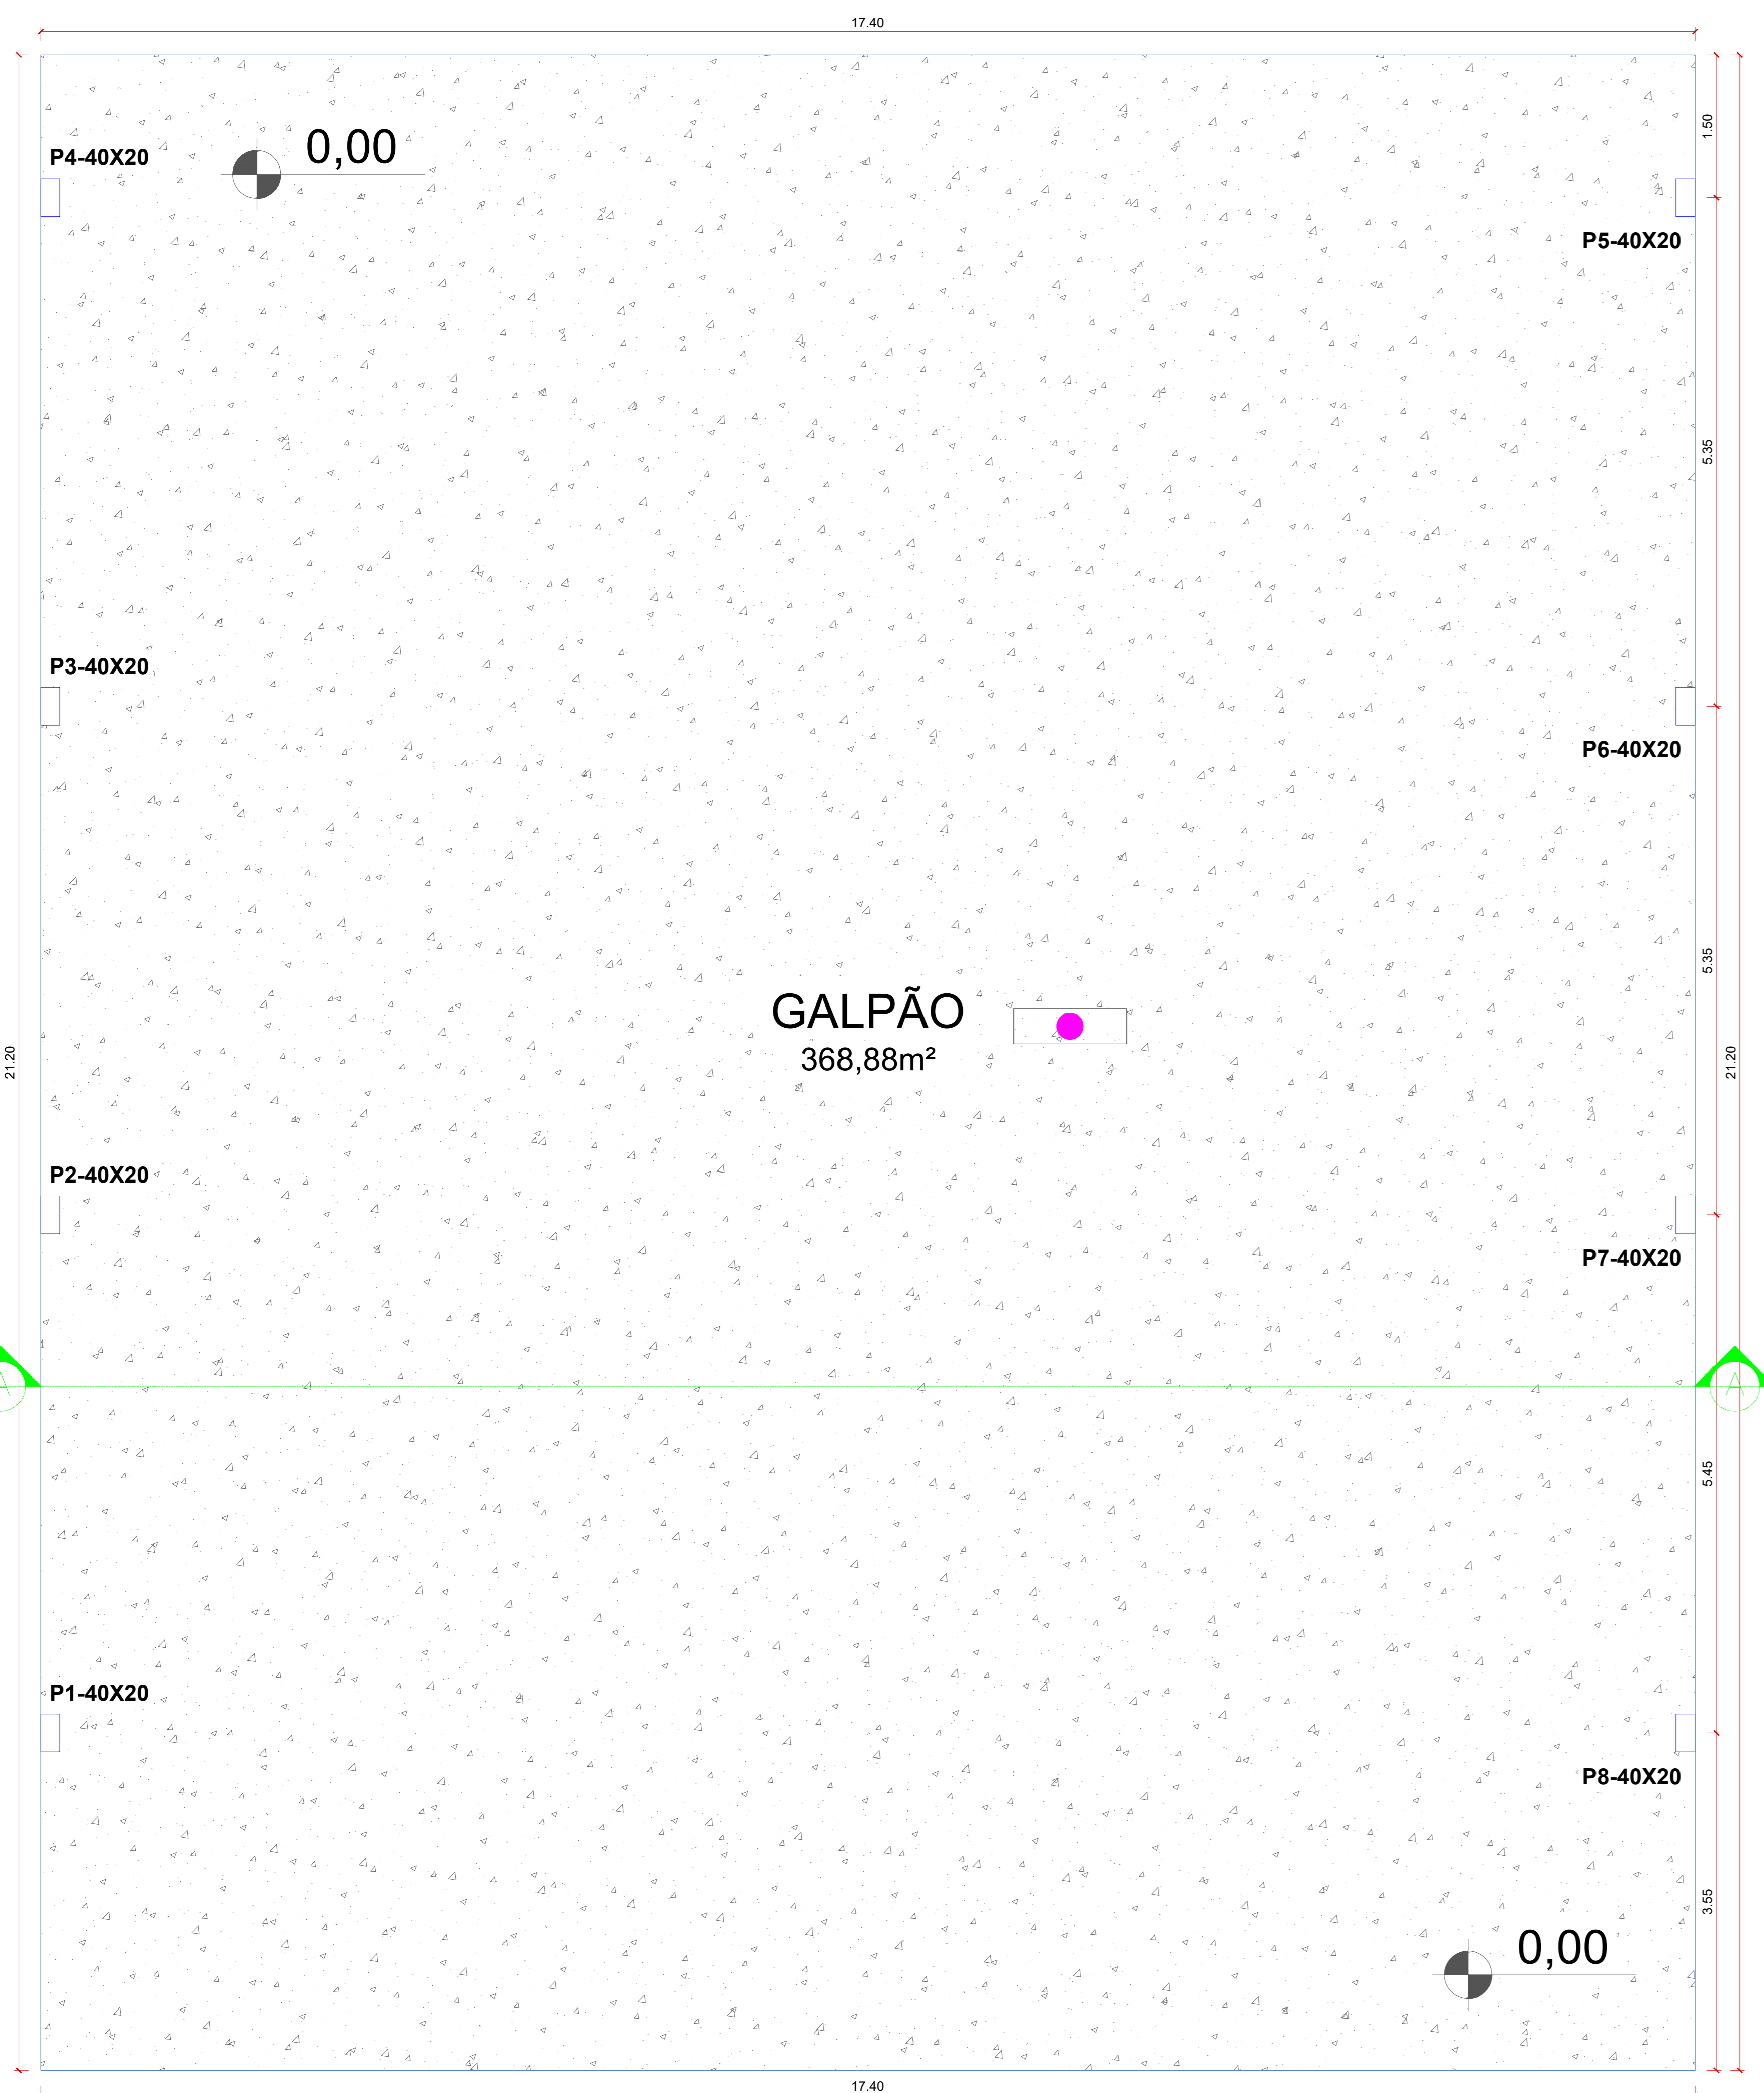 17.40
1.50
0,00
P4-40X20
P5-40X20
5.35
P3-40X20
P6-40X20
5.35
GALPÃO
368,88m²
21.20
21.20
P2-40X20
P7-40X20
A
A
5.45
P1-40X20
P8-40X20
3.55
0,00
17.40